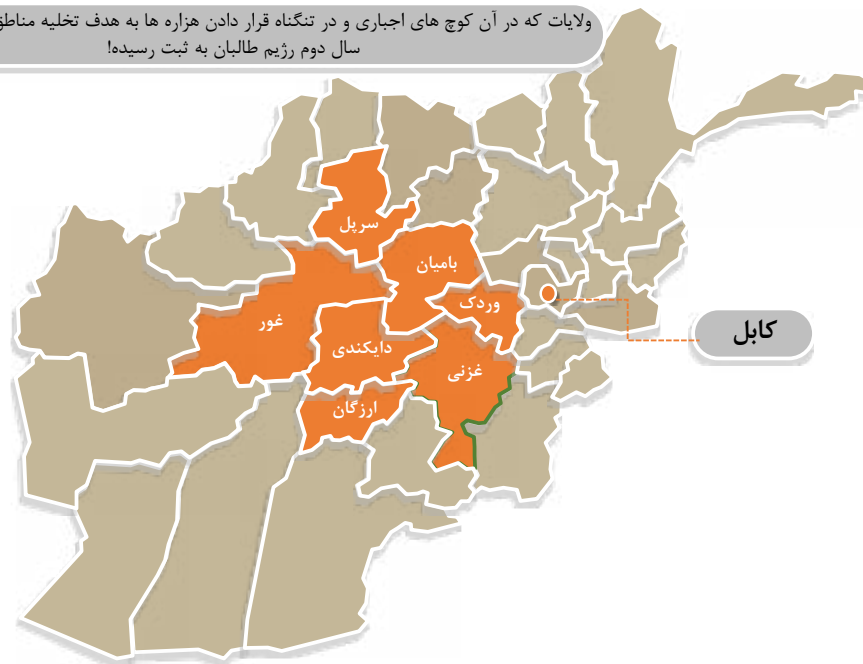 ولایات که در آن کوچ های اجباری و در تنگناه قرار دادن هزاره ها به هدف تخلیه
سال دوم رژیم طالبان به ثبت رسیده!
سرپل
بامیان
وردک
غور
دایکندی
غزنی
ارزگان
کابل